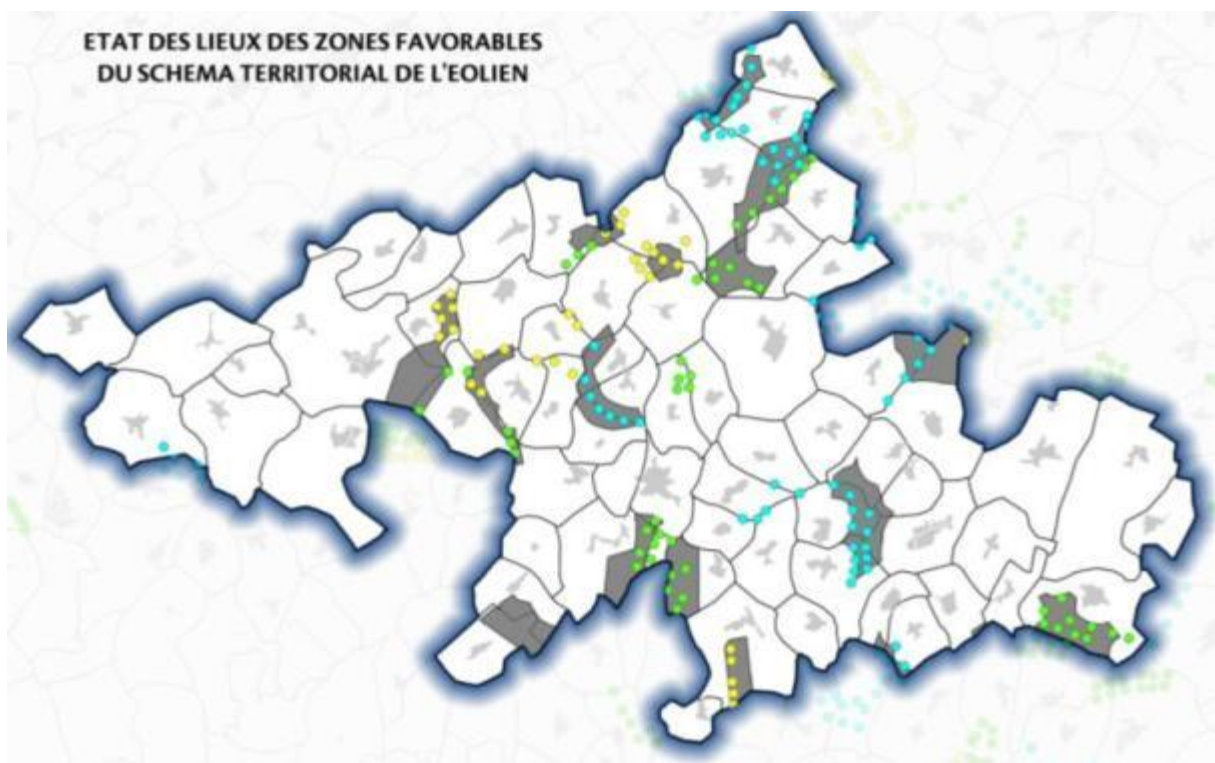 ETAT DES LIEUX DES ZONES FAVORABLES
DU SCHEMA TERRITORIAL DE L'EOLIEN